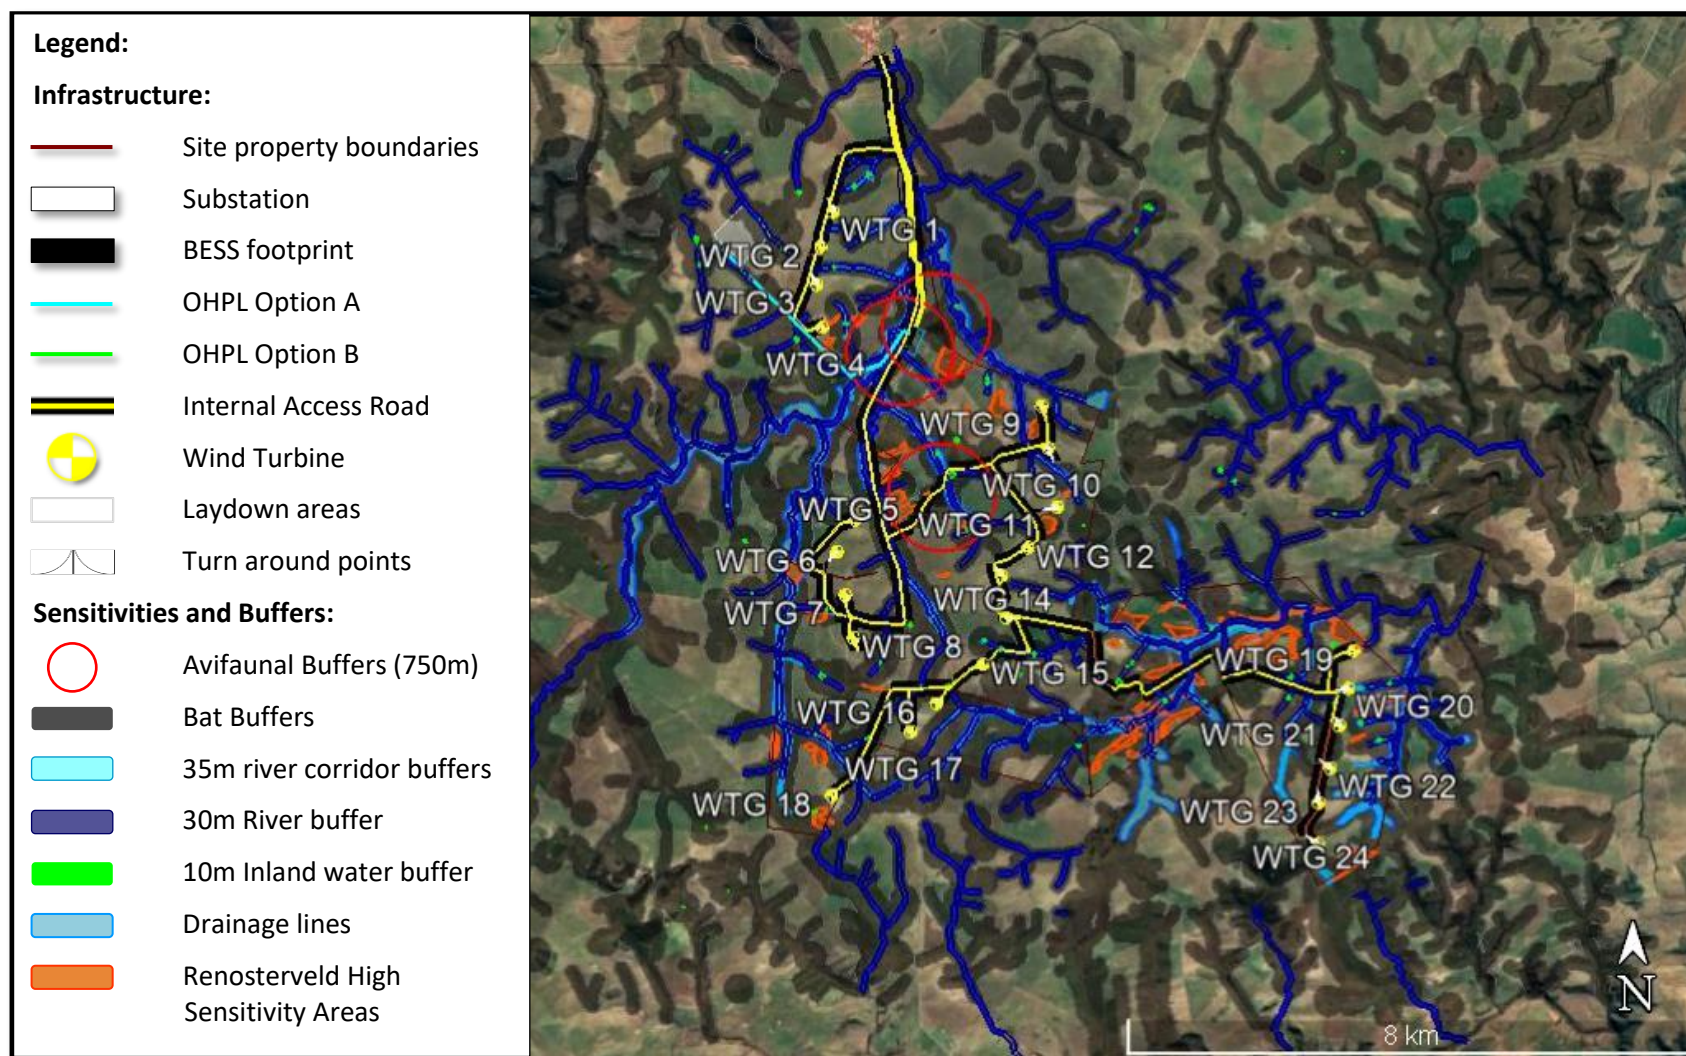 Legend:
Infrastructure:
Site property boundaries
Substation
BESS footprint
OHPL Option A
OHPL Option B
Internal Access Road
Wind Turbine
Laydown areas
Turn around points
Sensitivities and Buffers:
Avifaunal Buffers (750m)
Bat Buffers
35m river corridor buffers
30m River buffer
10m Inland water buffer
Drainage lines
Renosterveld High
Sensitivity Areas
WTG 1
WTG 2
WTG 3
WTG 4
WTG 9
WTG 10
WTG 5
WTG 11
WTG 6
WTG 12
WTG 7
WTG 14
WTG 8
WTG 15
WTG 19
WTG 16
WTG 20
WTG 21
WTG 17
WTG 22
WTG 18
WTG 23
WTG 24
N
8 km